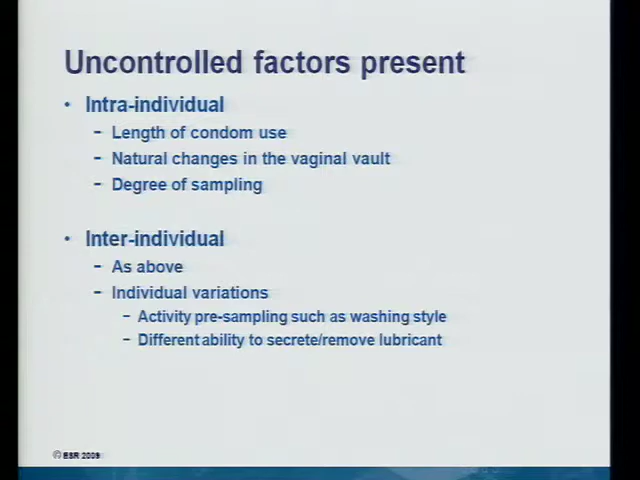 Uncontrolled factors present
• Intra-individual
– Length of condom use
– Natural changes in the vaginal vault
– Degree of sampling
• Inter-individual
– As above
– Individual variations
– Activity pre-sampling such as washing style
– Different ability to secrete/remove lubricant
© ESR 2009